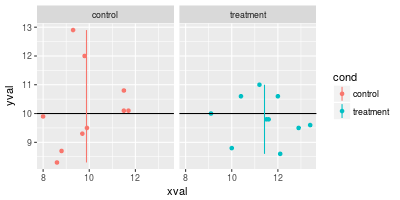 control treatment
13
12
11
10
9
yval
8 10 12 8 10 12
xval
cond
control
treatment